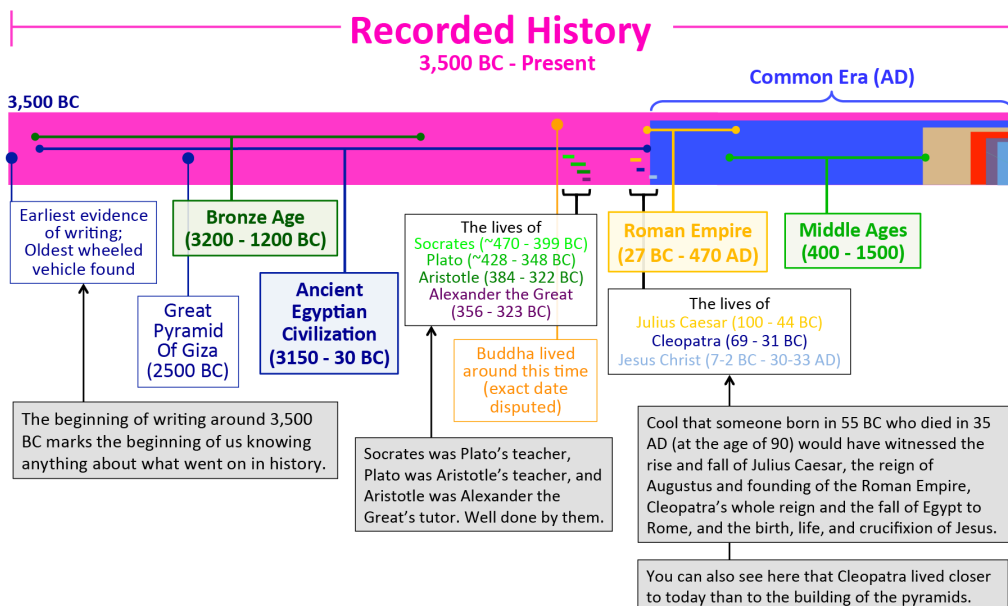 Recorded History
3,500 BC - Present
Common Era (AD)
3,500 BC
Earliest evidence
of writing;
Oldest wheeled
vehicle found
Bronze Age
(3200 - 1200 BC)
Great
Pyramid
Of Giza
(2500 BC)
Ancient
Egyptian
Civilization
(3150 - 30 BC)
The lives of
Socrates (~470 - 399 BC)
Plato (~428 - 348 BC)
Aristotle (384 - 322 BC)
Alexander the Great
(356 - 323 BC)
Buddha lived
around this time
(exact date
disputed)
Roman Empire
(27 BC - 470 AD)
Middle Ages
(400 - 1500)
The lives of
Julius Caesar (100 - 44 BC)
Cleopatra (69 - 31 BC)
Jesus Christ (7-2 BC - 30-33 AD)
The beginning of writing around 3,500
BC marks the beginning of us knowing
anything about what went on in history.
Socrates was Plato’s teacher,
Plato was Aristotle’s teacher, and
Aristotle was Alexander the
Great’s tutor. Well done by them.
Cool that someone born in 55 BC who died in 35
AD (at the age of 90) would have witnessed the
rise and fall of Julius Caesar, the reign of
Augustus and founding of the Roman Empire,
Cleopatra’s whole reign and the fall of Egypt to
Rome, and the birth, life, and crucifixion of Jesus.
You can also see here that Cleopatra lived closer
to today than to the building of the pyramids.